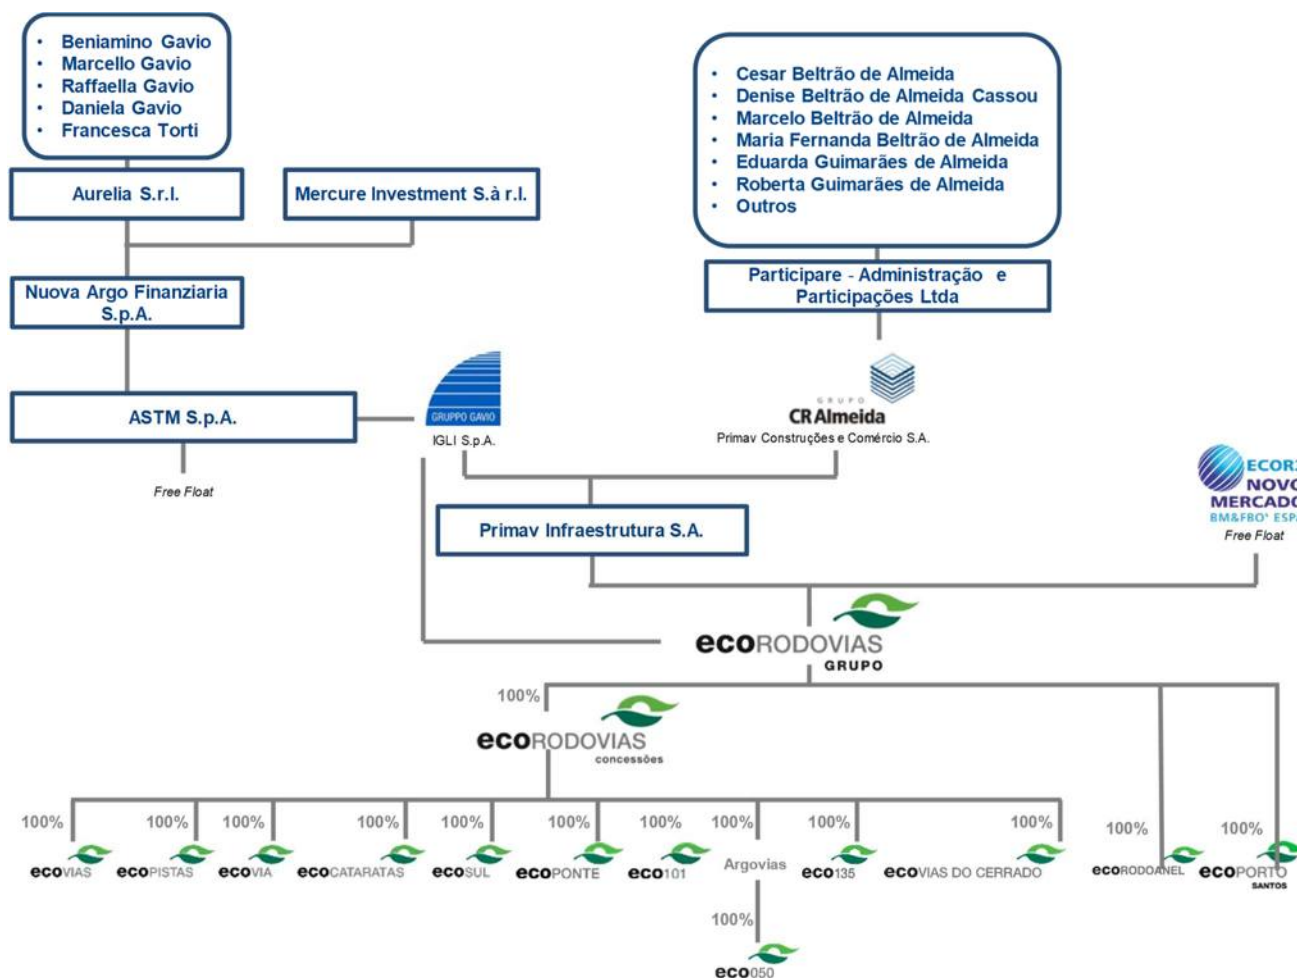 • Beniamino Gavio
• Marcello Gavio
• Raffaella Gavio
• Daniela Gavio
• Francesca Torti
• Cesar Beltrão de Almeida
• Denise Beltrão de Almeida Cassou
• Marcelo Beltrão de Almeida
• Maria Fernanda Beltrão de Almeida
• Eduarda Guimarães de Almeida
• Roberta Guimarães de Almeida
• Outros
Aurelia S.r.l.
Mercure Investment S.à r.l.
Nuova Argo Finanziaria
S.p.A.
Participare - Administração e
Participações Ltda
ASTM S.p.A.
GRUPPO GAVIO
IGLI S.p.A.
GRUPO
CR Almeida
Primav Construções e Comércio S.A.
Free Float
NOVO
MERCADO
Free Float
Primav Infraestrutura S.A.
ecoRODOVIAS
GRUPO
100%
ecoRODOVIAS
concessões
100% 100% 100% 100% 100% 100% 100% 100% 100% 100% 100% 100%
ecoVIAS ecoPISTAS ecoVIA ecoCATARATAS ecoSUL ecoPONTE eco101 Argovias eco135 ecoVIAS DO CERRADO ecoRODOANEL ecoPORTO
SANTOS
100%
eco050